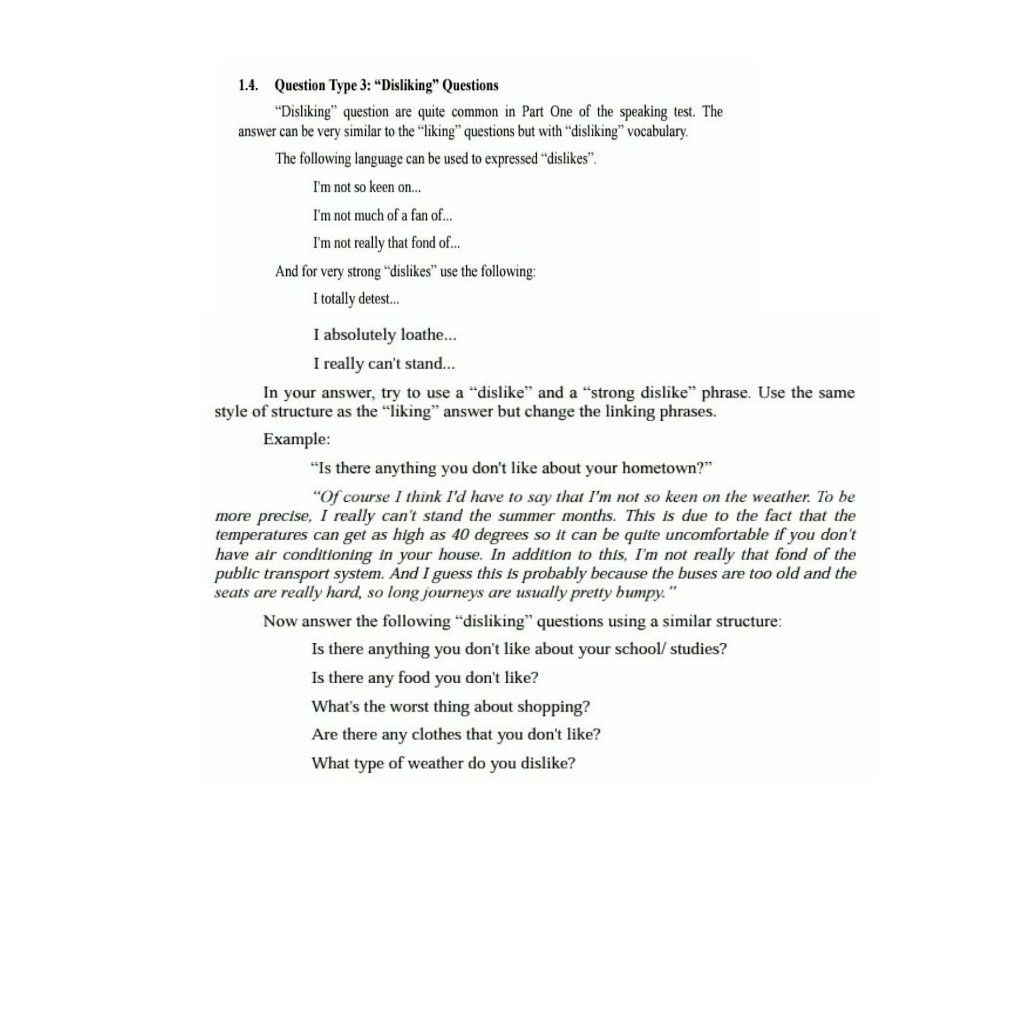 1.4. Question Type 3: “Disliking” Questions
“Disliking” question are quite common in Part One of the speaking test. The
answer can be very similar to the “liking” questions but with “disliking” vocabulary.
The following language can be used to expressed “dislikes”.
I'm not so keen on...
I'm not much of a fan of...
I'm not really that fond of...
And for very strong “dislikes” use the following:
I totally detest...
I absolutely loathe...
I really can't stand...
In your answer, try to use a “dislike” and a “strong dislike” phrase. Use the same
style of structure as the “liking” answer but change the linking phrases.
Example:
“Is there anything you don't like about your hometown?”
“Of course I think I'd have to say that I'm not so keen on the weather. To be
more precise, I really can't stand the summer months. This is due to the fact that the
temperatures can get as high as 40 degrees so it can be quite uncomfortable if you don't
have air conditioning in your house. In addition to this, I'm not really that fond of the
public transport system. And I guess this is probably because the buses are too old and the
seats are really hard, so long journeys are usually pretty bumpy.”
Now answer the following “disliking” questions using a similar structure:
Is there anything you don't like about your school/ studies?
Is there any food you don't like?
What's the worst thing about shopping?
Are there any clothes that you don't like?
What type of weather do you dislike?